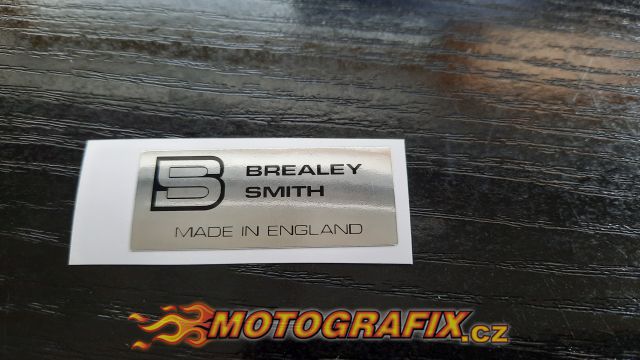 BREALEY
SMITH
MADE IN ENGLAND
MOTOGRAFIX.cz